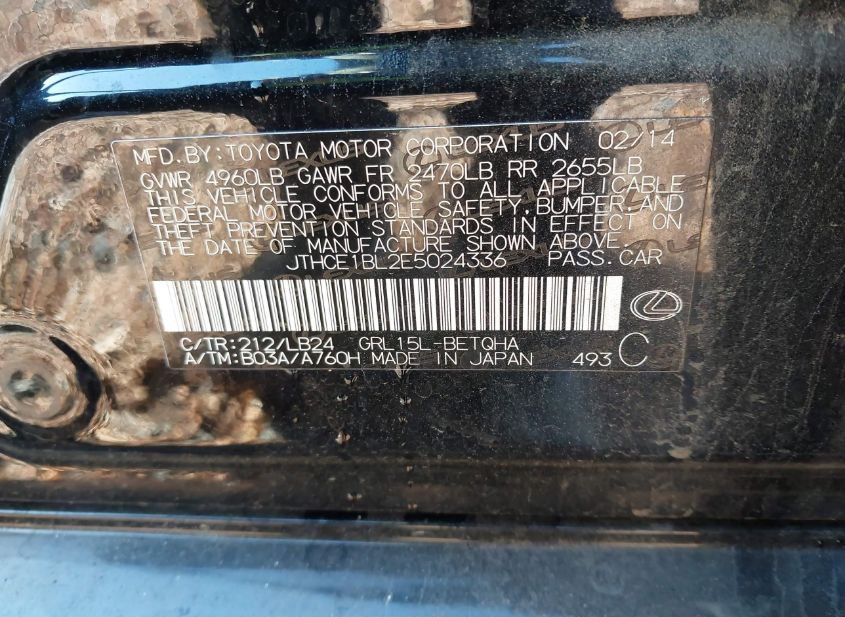 MFD. BY: TOYOTA MOTOR CORPORATION 02/14
GVWR 4960LB GAWR FR 2470LB RR 2655LB
THIS VEHICLE CONFORMS TO ALL APPLICABLE
FEDERAL MOTOR VEHICLE SAFETY, BUMPER, AND
THEFT PREVENTION STANDARDS IN EFFECT ON
THE DATE OF MANUFACTURE SHOWN ABOVE.
JTHCE1BL2E5024336 PASS. CAR
C/TR: 212/LB24 GRL15L-BETQHA
A/TM: B03A/A760H MADE IN JAPAN 493 C